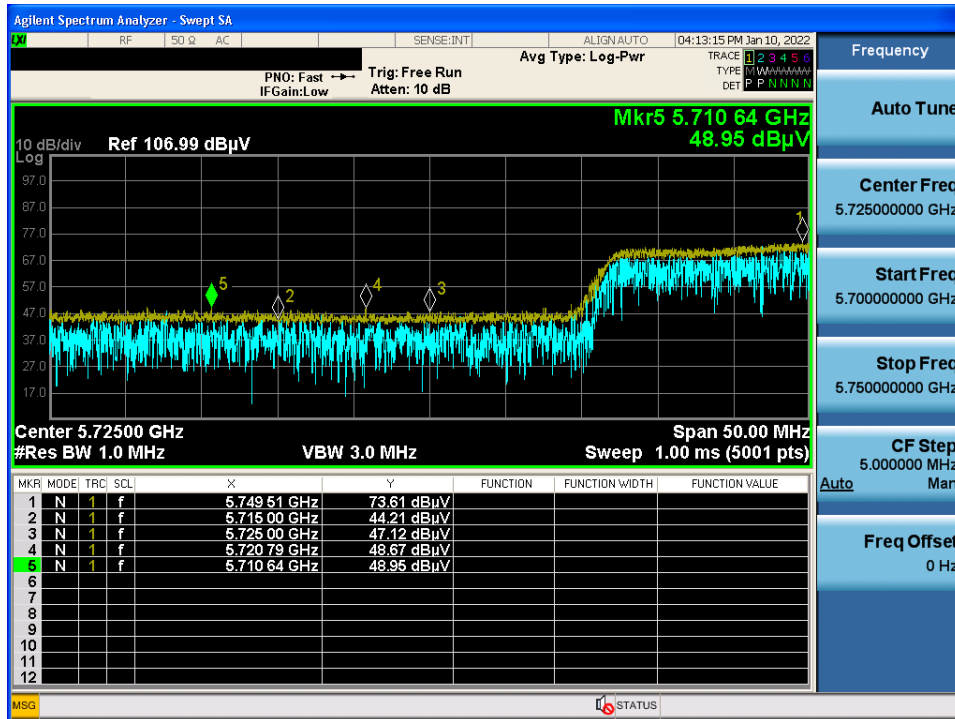 Agilent Spectrum Analyzer - Swept SA
LXI RF 50 Ω AC SENSE:INT ALIGN AUTO 04:13:15 PM Jan 10, 2022
Frequency
Avg Type: Log-Pwr
TRACE 1 2 3 4 5 6
PNO: Fast Trig: Free Run
TYPE M W W W W W
IFGain:Low Atten: 10 dB
DET P P N N N N
Auto Tune
Mkr5 5.710 64 GHz
48.95 dBµV
10 dB/div Ref 106.99 dBµV
Log
97.0
87.0
77.0
67.0
57.0
47.0
37.0
27.0
17.0
1
5
2
4
3
Center Freq
5.725000000 GHz
Start Freq
5.700000000 GHz
Stop Freq
5.750000000 GHz
Center 5.72500 GHz Span 50.00 MHz
#Res BW 1.0 MHz VBW 3.0 MHz Sweep 1.00 ms (5001 pts)
CF Step
5.000000 MHz
Auto Man
MKR MODE TRC SCL X Y FUNCTION FUNCTION WIDTH FUNCTION VALUE
1 N 1 f 5.749 51 GHz 73.61 dBµV
2 N 1 f 5.715 00 GHz 44.21 dBµV
3 N 1 f 5.725 00 GHz 47.12 dBµV
4 N 1 f 5.720 79 GHz 48.67 dBµV
5 N 1 f 5.710 64 GHz 48.95 dBµV
6
7
8
9
10
11
12
Freq Offset
0 Hz
MSG STATUS